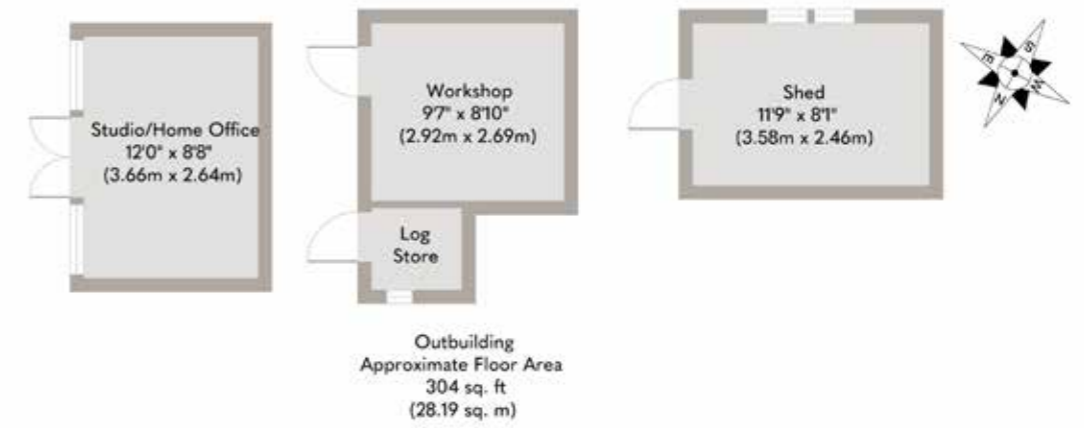 Studio/Home Office
12'0" x 8'8"
(3.66m x 2.64m)
Workshop
9'7" x 8'10"
(2.92m x 2.69m)
Log
Store
Shed
11'9" x 8'1"
(3.58m x 2.46m)
S
E
W
N
Outbuilding
Approximate Floor Area
304 sq. ft
(28.19 sq. m)